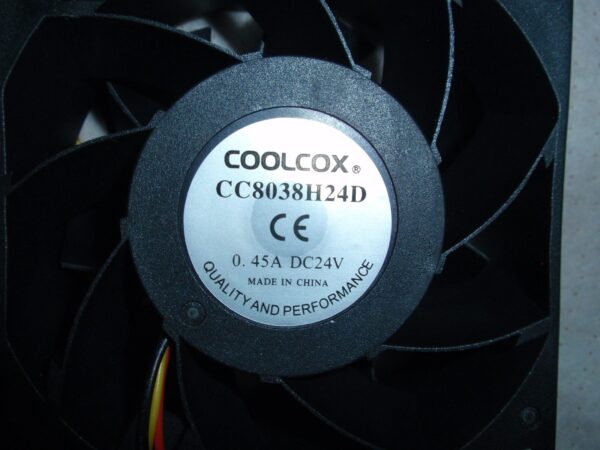 COOLCOX®
CC8038H24D
CE
0.45A DC24V
MADE IN CHINA
QUALITY AND PERFORMANCE